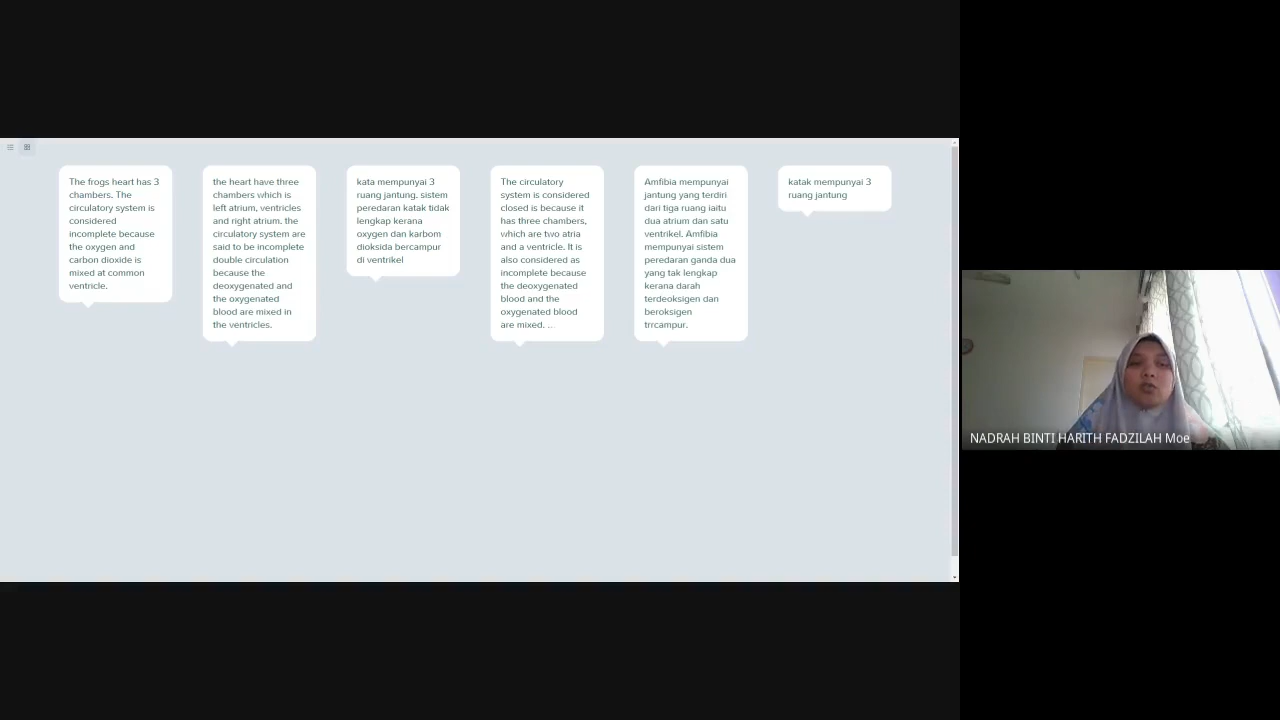 The frogs heart has 3
chambers. The
circulatory system is
considered
incomplete because
the oxygen and
carbon dioxide is
mixed at common
ventricle.
the heart have three
chambers which is
left atrium, ventricles
and right atrium. the
circulatory system are
said to be incomplete
double circulation
because the
deoxygenated and
the oxygenated
blood are mixed in
the ventricles.
kata mempunyai 3
ruang jantung. sistem
peredaran katak tidak
lengkap kerana
oxygen dan karbom
dioksida bercampur
di ventrikel
The circulatory
system is considered
closed is because it
has three chambers,
which are two atria
and a ventricle. It is
also considered as
incomplete because
the deoxygenated
blood and the
oxygenated blood
are mixed. ...
Amfibia mempunyai
jantung yang terdiri
dari tiga ruang iaitu
dua atrium dan satu
ventrikel. Amfibia
mempunyai sistem
peredaran ganda dua
yang tak lengkap
kerana darah
terdeoksigen dan
beroksigen
trrcampur.
katak mempunyai 3
ruang jantung
NADRAH BINTI HARITH FADZILAH Moe